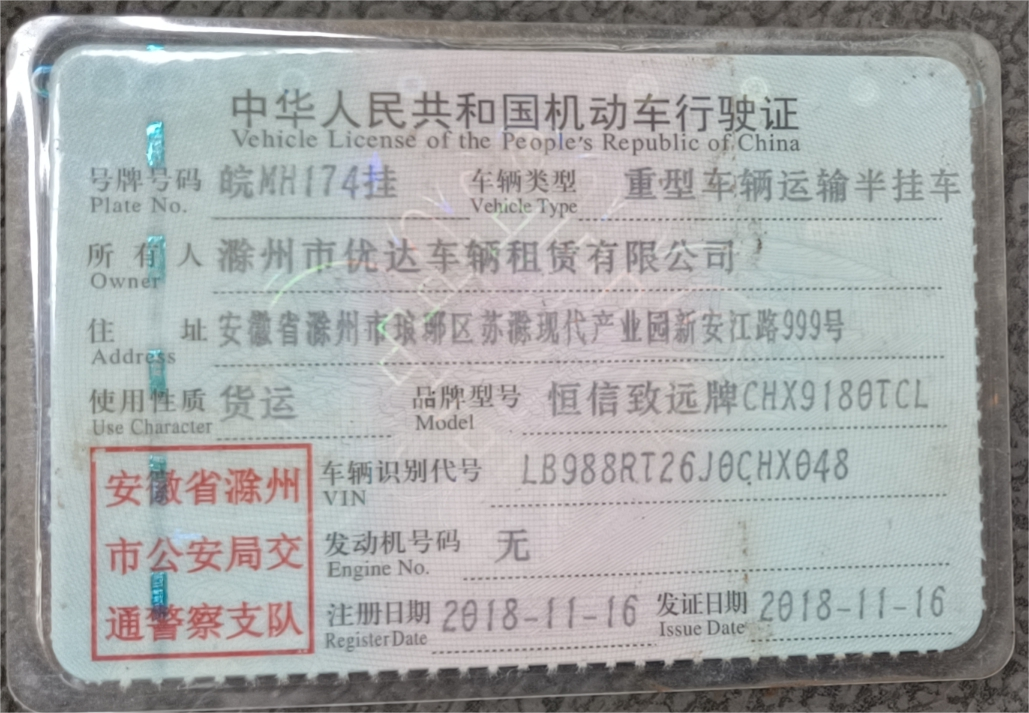 中华人民共和国机动车行驶证
Vehicle License of the People's Republic of China
号牌号码 皖MH174挂 车辆类型 重型车辆运输半挂车
Plate No. Vehicle Type
所有人 滁州市优达车辆租赁有限公司
Owner
住址 安徽省滁州市琅琊区苏滁现代产业园新安江路999号
Address
使用性质 货运 品牌型号 恒信致远牌CHX9180TCL
Use Character Model
车辆识别代号 LB988RT26J0CHX048
VIN
发动机号码 无
Engine No.
注册日期 2018-11-16 发证日期 2018-11-16
Register Date Issue Date
安徽省滁州
市公安局交
通警察支队